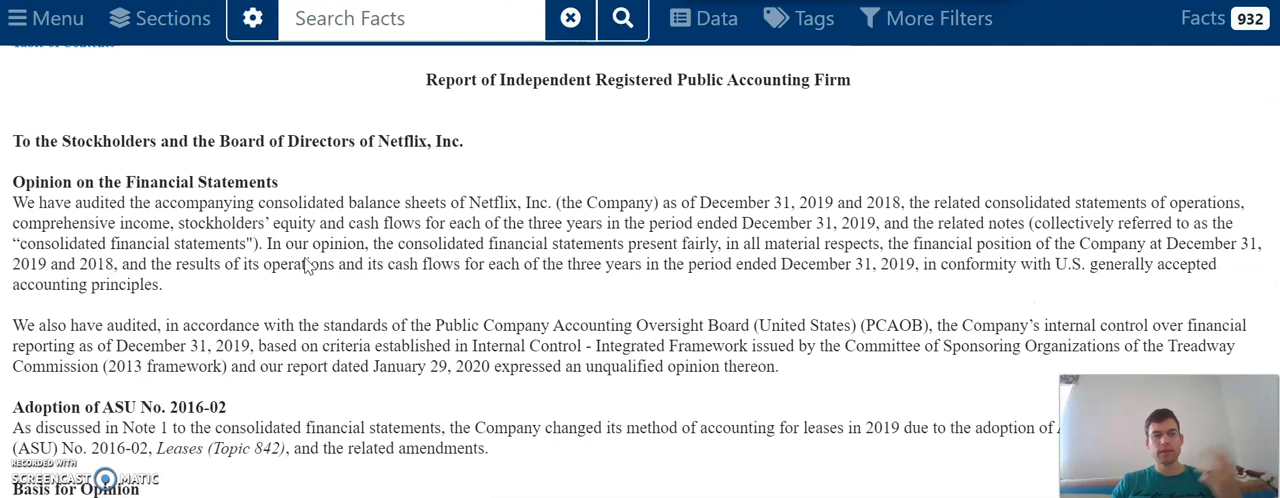 Menu Sections Search Facts Data Tags More Filters Facts 932
Table of Contents
Report of Independent Registered Public Accounting Firm
To the Stockholders and the Board of Directors of Netflix, Inc.
Opinion on the Financial Statements
We have audited the accompanying consolidated balance sheets of Netflix, Inc. (the Company) as of December 31, 2019 and 2018, the related consolidated statements of operations,
comprehensive income, stockholders’ equity and cash flows for each of the three years in the period ended December 31, 2019, and the related notes (collectively referred to as the
“consolidated financial statements"). In our opinion, the consolidated financial statements present fairly, in all material respects, the financial position of the Company at December 31,
2019 and 2018, and the results of its operations and its cash flows for each of the three years in the period ended December 31, 2019, in conformity with U.S. generally accepted
accounting principles.
We also have audited, in accordance with the standards of the Public Company Accounting Oversight Board (United States) (PCAOB), the Company’s internal control over financial
reporting as of December 31, 2019, based on criteria established in Internal Control - Integrated Framework issued by the Committee of Sponsoring Organizations of the Treadway
Commission (2013 framework) and our report dated January 29, 2020 expressed an unqualified opinion thereon.
Adoption of ASU No. 2016-02
As discussed in Note 1 to the consolidated financial statements, the Company changed its method of accounting for leases in 2019 due to the adoption of
(ASU) No. 2016-02, Leases (Topic 842), and the related amendments.
RECORDED WITH
SCREENCAST MATIC
Basis for Opinion